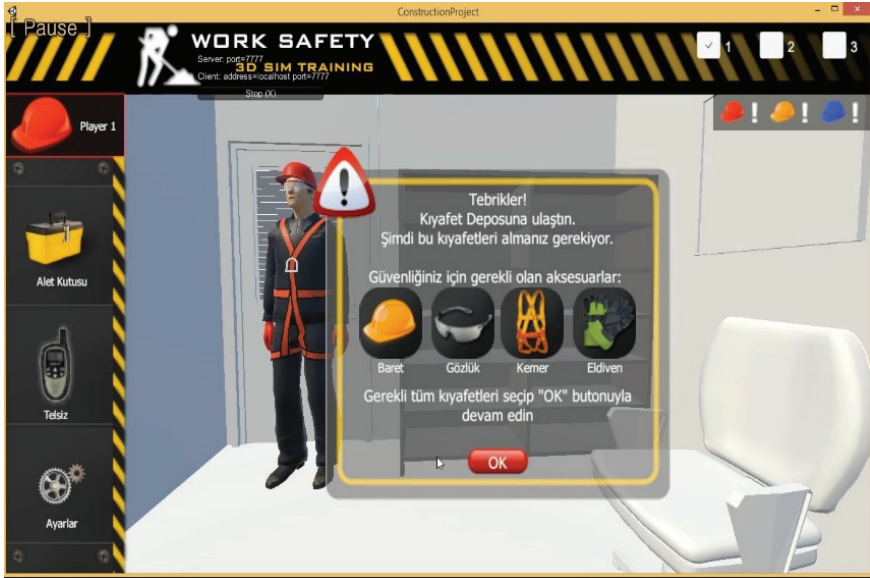 ConstructionProject
[ Pause ]
WORK SAFETY
Server: port=7777
3D SIM TRAINING
Client: address=localhost port=7777
Stop (X)
1
2
3
Player 1
! ! !
Alet Kutusu
Telsiz
Ayarlar
!
Tebrikler!
Kıyafet Deposuna ulaştın.
Şimdi bu kıyafetleri almanız gerekiyor.
Güvenliğiniz için gerekli olan aksesuarlar:
Baret
Gözlük
Kemer
Eldiven
Gerekli tüm kıyafetleri seçip "OK" butonuyla
devam edin
OK